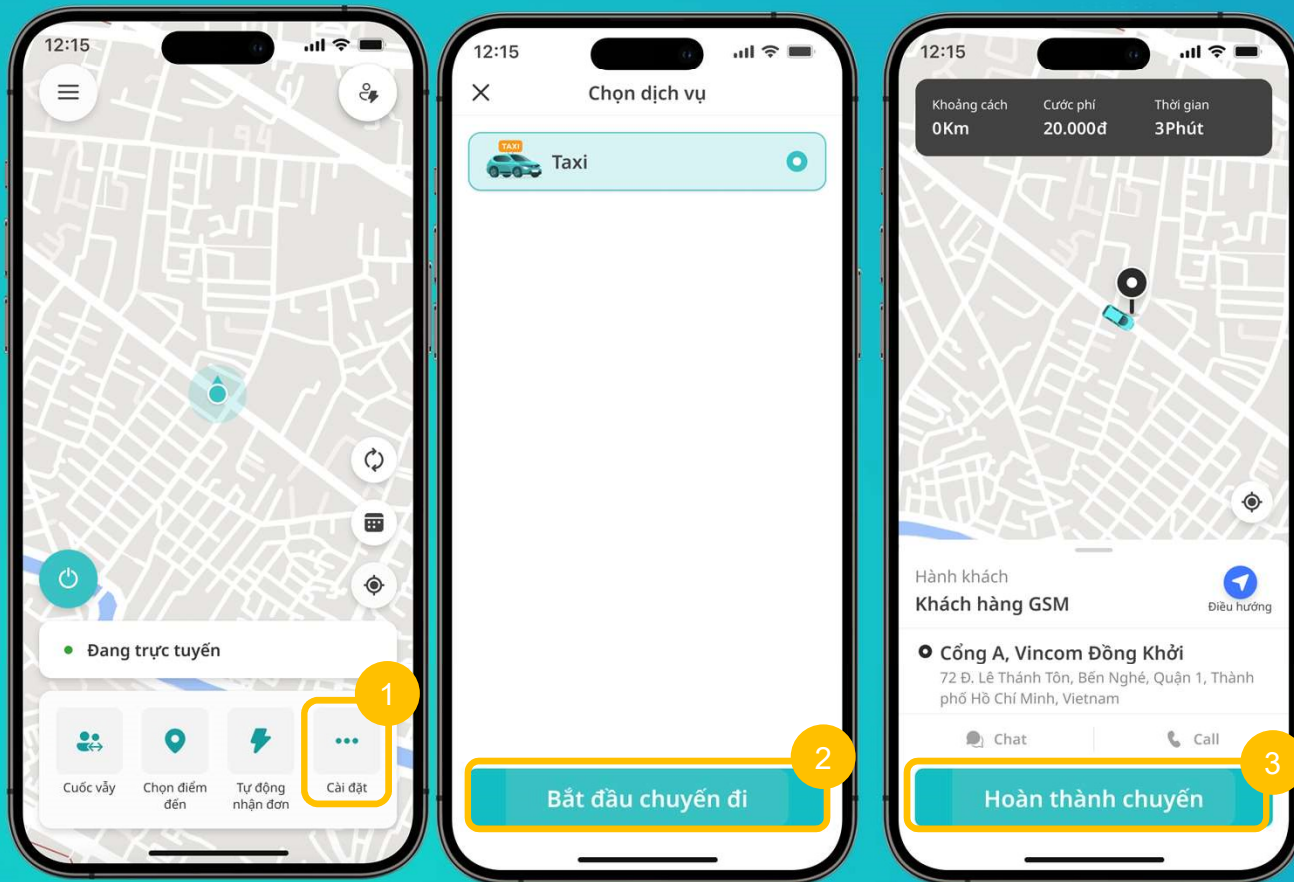 12:15
Đang trực tuyến
1
Cuốc vẫy
Chọn điểm
đến
Tự động
nhận đơn
Cài đặt
12:15
Chọn dịch vụ
TAXI
Taxi
2
Bắt đầu chuyến đi
12:15
Khoảng cách
0Km
Cước phí
20.000đ
Thời gian
3Phút
Hành khách
Khách hàng GSM
Điều hướng
Cổng A, Vincom Đồng Khởi
72 Đ. Lê Thánh Tôn, Bến Nghé, Quận 1, Thành
phố Hồ Chí Minh, Vietnam
Chat
Call
3
Hoàn thành chuyến